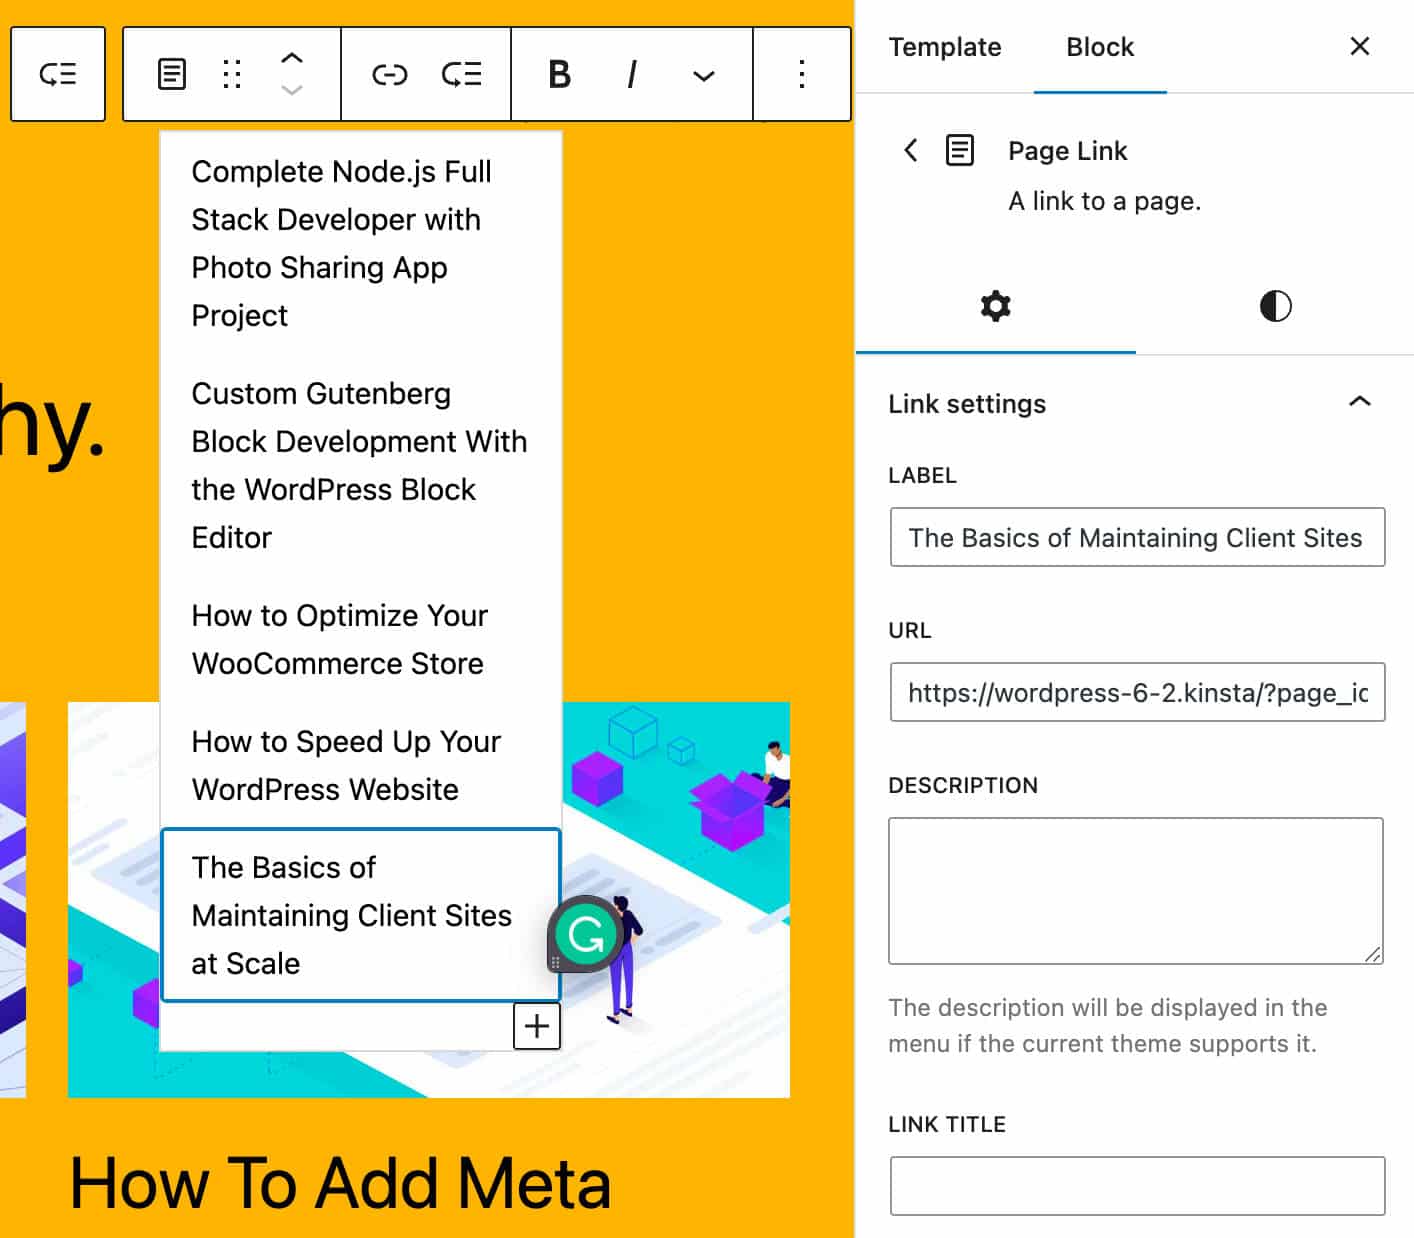 B I
Complete Node.js Full
Stack Developer with
Photo Sharing App
Project
Custom Gutenberg
Block Development With
the WordPress Block
Editor
How to Optimize Your
WooCommerce Store
How to Speed Up Your
WordPress Website
The Basics of
Maintaining Client Sites
at Scale
hy.
How To Add Meta
Template Block
Page Link
A link to a page.
Link settings
LABEL
The Basics of Maintaining Client Sites
URL
https://wordpress-6-2.kinsta/?page_id
DESCRIPTION
The description will be displayed in the
menu if the current theme supports it.
LINK TITLE